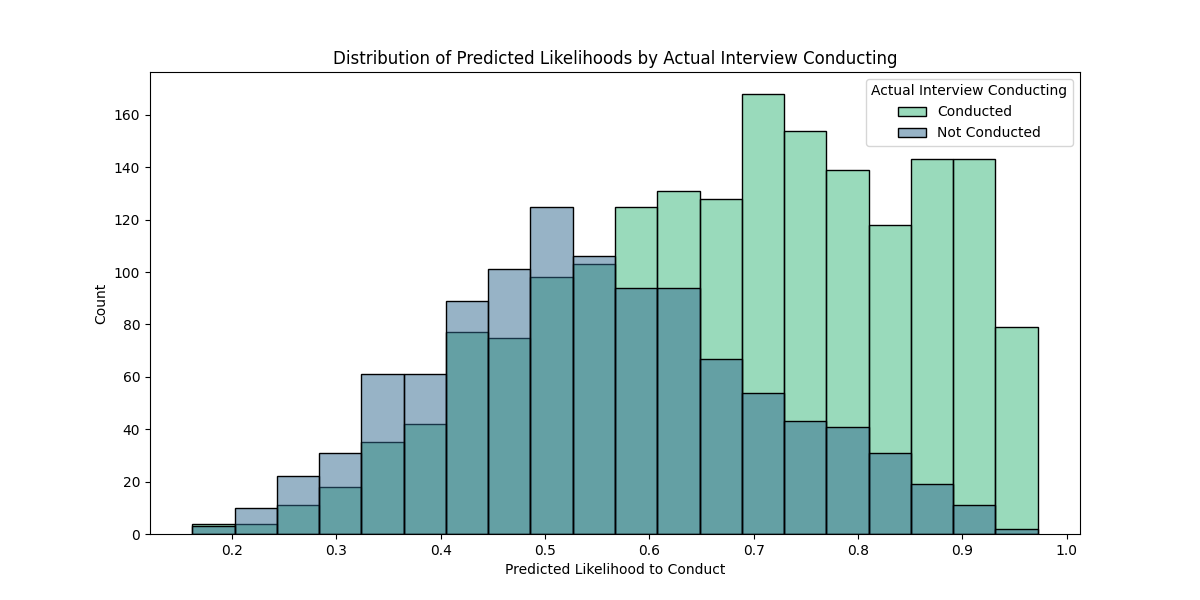 Distribution of Predicted Likelihoods by Actual Interview Conducting
Actual Interview Conducting
Conducted
Not Conducted
Count
160
140
120
100
80
60
40
20
0
0.2 0.3 0.4 0.5 0.6 0.7 0.8 0.9 1.0
Predicted Likelihood to Conduct